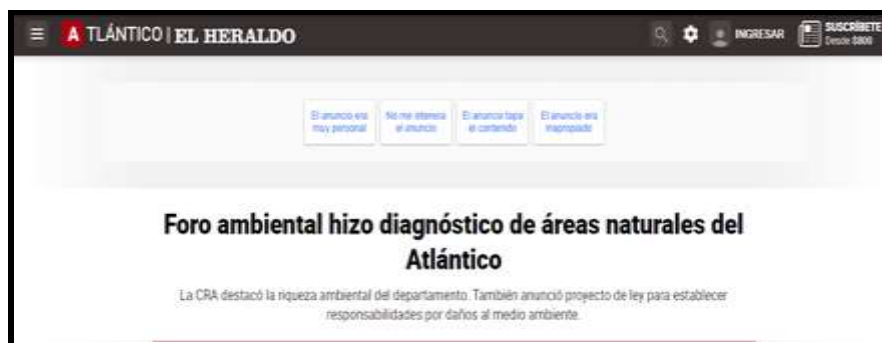 A TLÁNTICO | EL HERALDO
INGRESAR
SUSCRÍBETE
Desde $800
El anuncio era
muy personal
No me interesa
el anuncio
El anuncio tapa
el contenido
El anuncio era
inapropiado
Foro ambiental hizo diagnóstico de áreas naturales del
Atlántico
La CRA destacó la riqueza ambiental del departamento. También anunció proyecto de ley para establecer
responsabilidades por daños al medio ambiente.